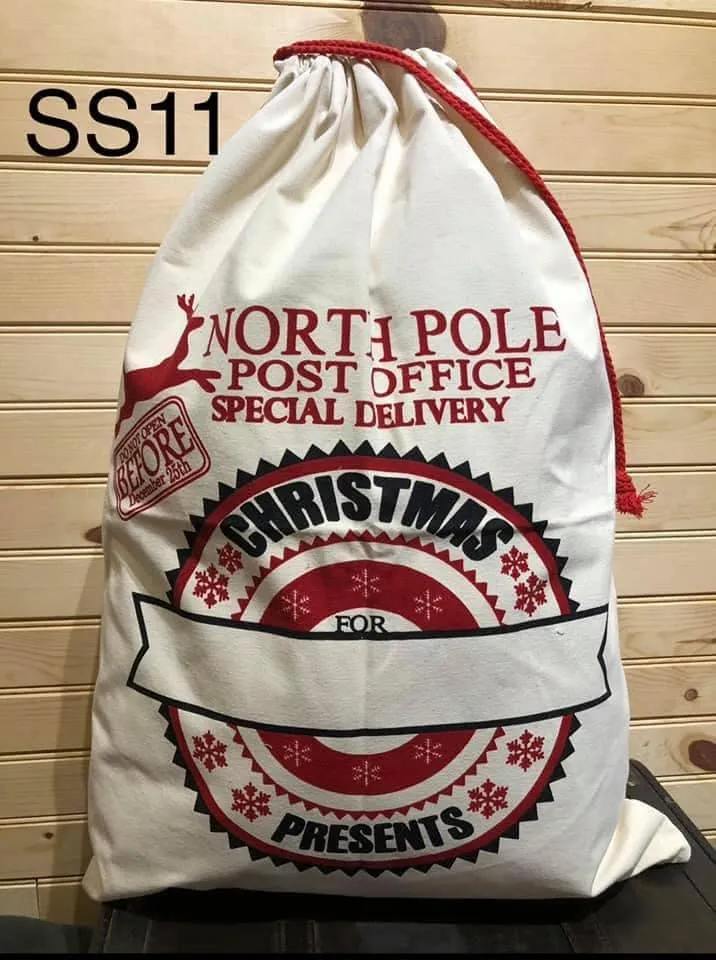 SS11
NORTH POLE
POST OFFICE
SPECIAL DELIVERY
DO NOT OPEN
BEFORE
December 25th
CHRISTMAS
FOR
PRESENTS